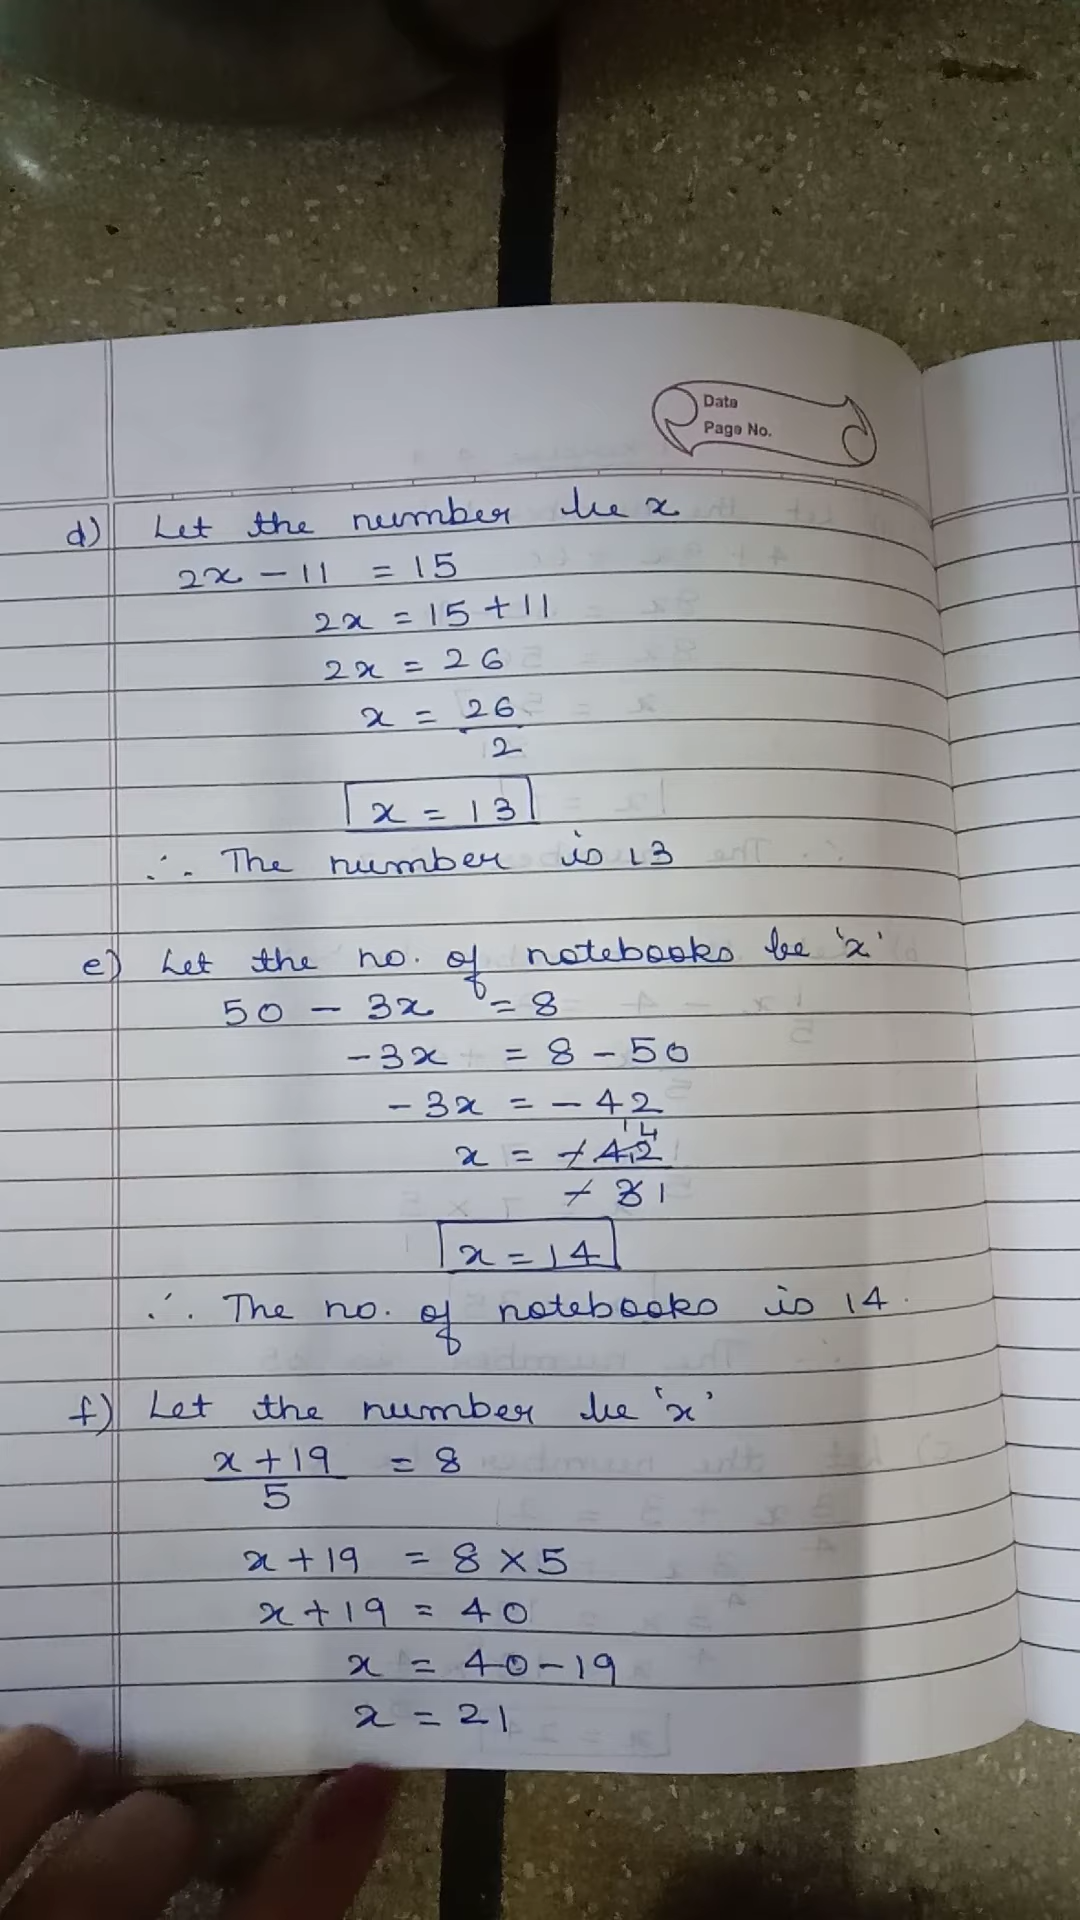 Date
Page No.
d) Let the number be x
2x - 11 = 15
2x = 15 + 11
2x = 26
x = 26
2
x = 13
∴ The number is 13
e) Let the no. of notebooks be 'x'
50 - 3x = 8
-3x = 8 - 50
-3x = -42
14
x = -42
-3 1
x = 14
∴ The no. of notebooks is 14.
f) Let the number be 'x'
x + 19 = 8
5
x + 19 = 8 × 5
x + 19 = 40
x = 40 - 19
x = 21